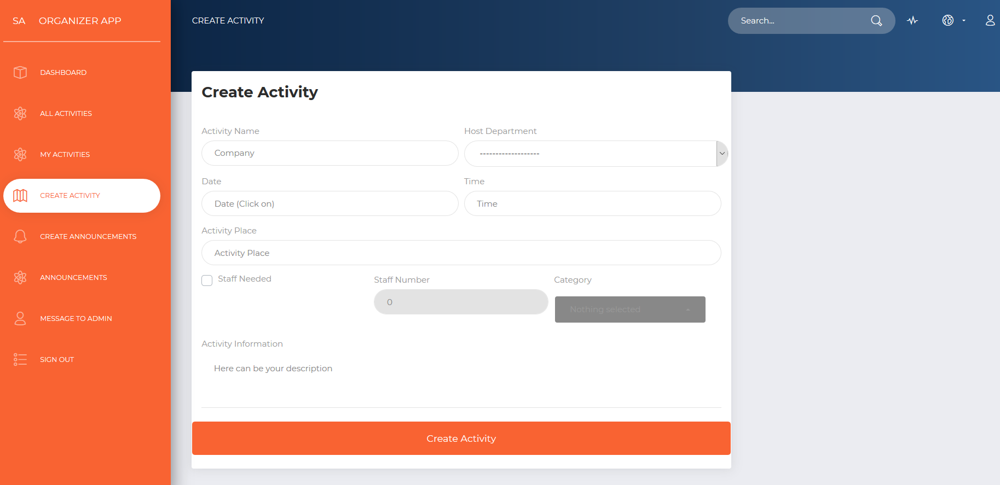 SA ORGANIZER APP
DASHBOARD
ALL ACTIVITIES
MY ACTIVITIES
CREATE ACTIVITY
CREATE ANNOUNCEMENTS
ANNOUNCEMENTS
MESSAGE TO ADMIN
SIGN OUT
CREATE ACTIVITY
Search...
Create Activity
Activity Name
Host Department
Company
-------------------
Date
Time
Date (Click on)
Time
Activity Place
Activity Place
Staff Needed
Staff Number
Category
0
Nothing selected
Activity Information
Here can be your description
Create Activity